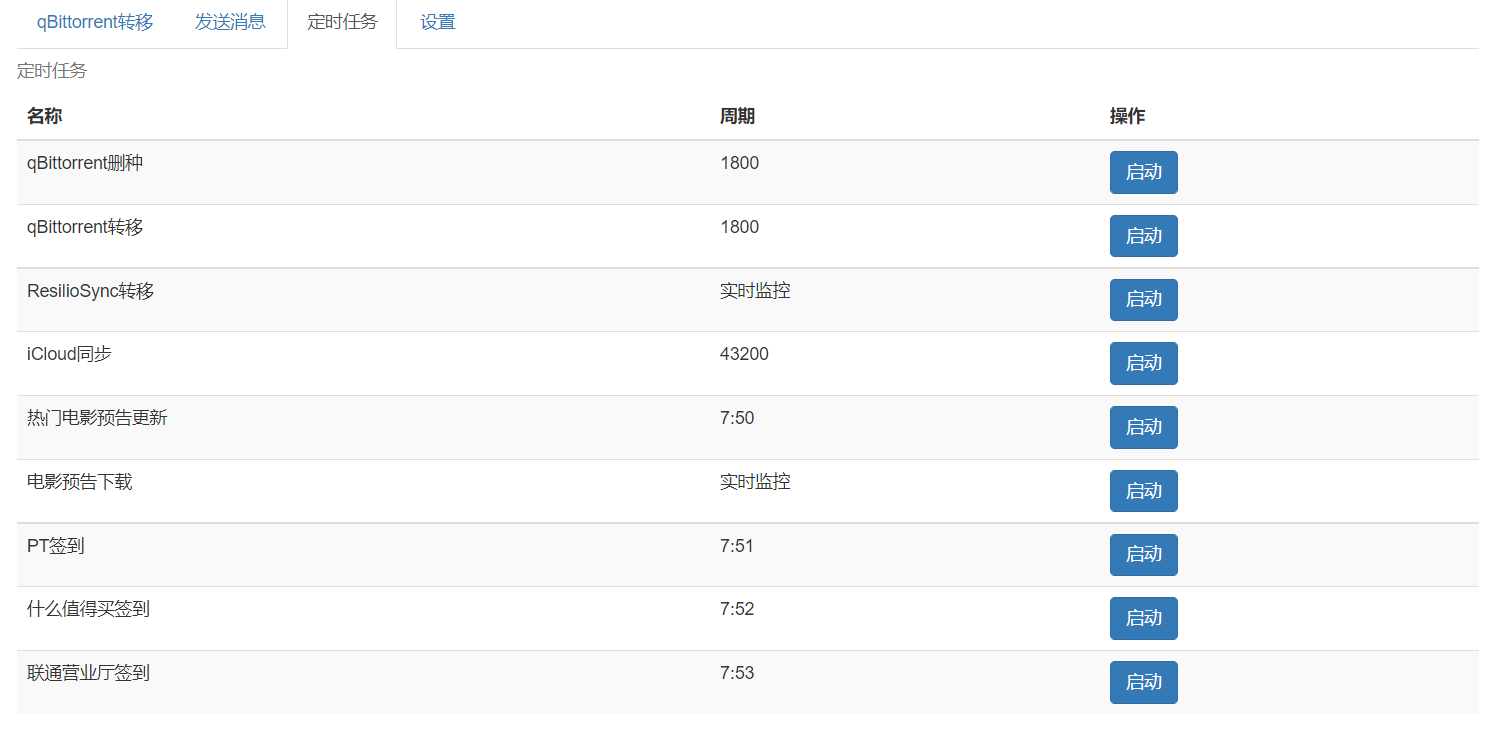 qBittorrent转移 发送消息 定时任务 设置
定时任务
名称 周期 操作
qBittorrent删种 1800 启动
qBittorrent转移 1800 启动
ResilioSync转移 实时监控 启动
iCloud同步 43200 启动
热门电影预告更新 7:50 启动
电影预告下载 实时监控 启动
PT签到 7:51 启动
什么值得买签到 7:52 启动
联通营业厅签到 7:53 启动